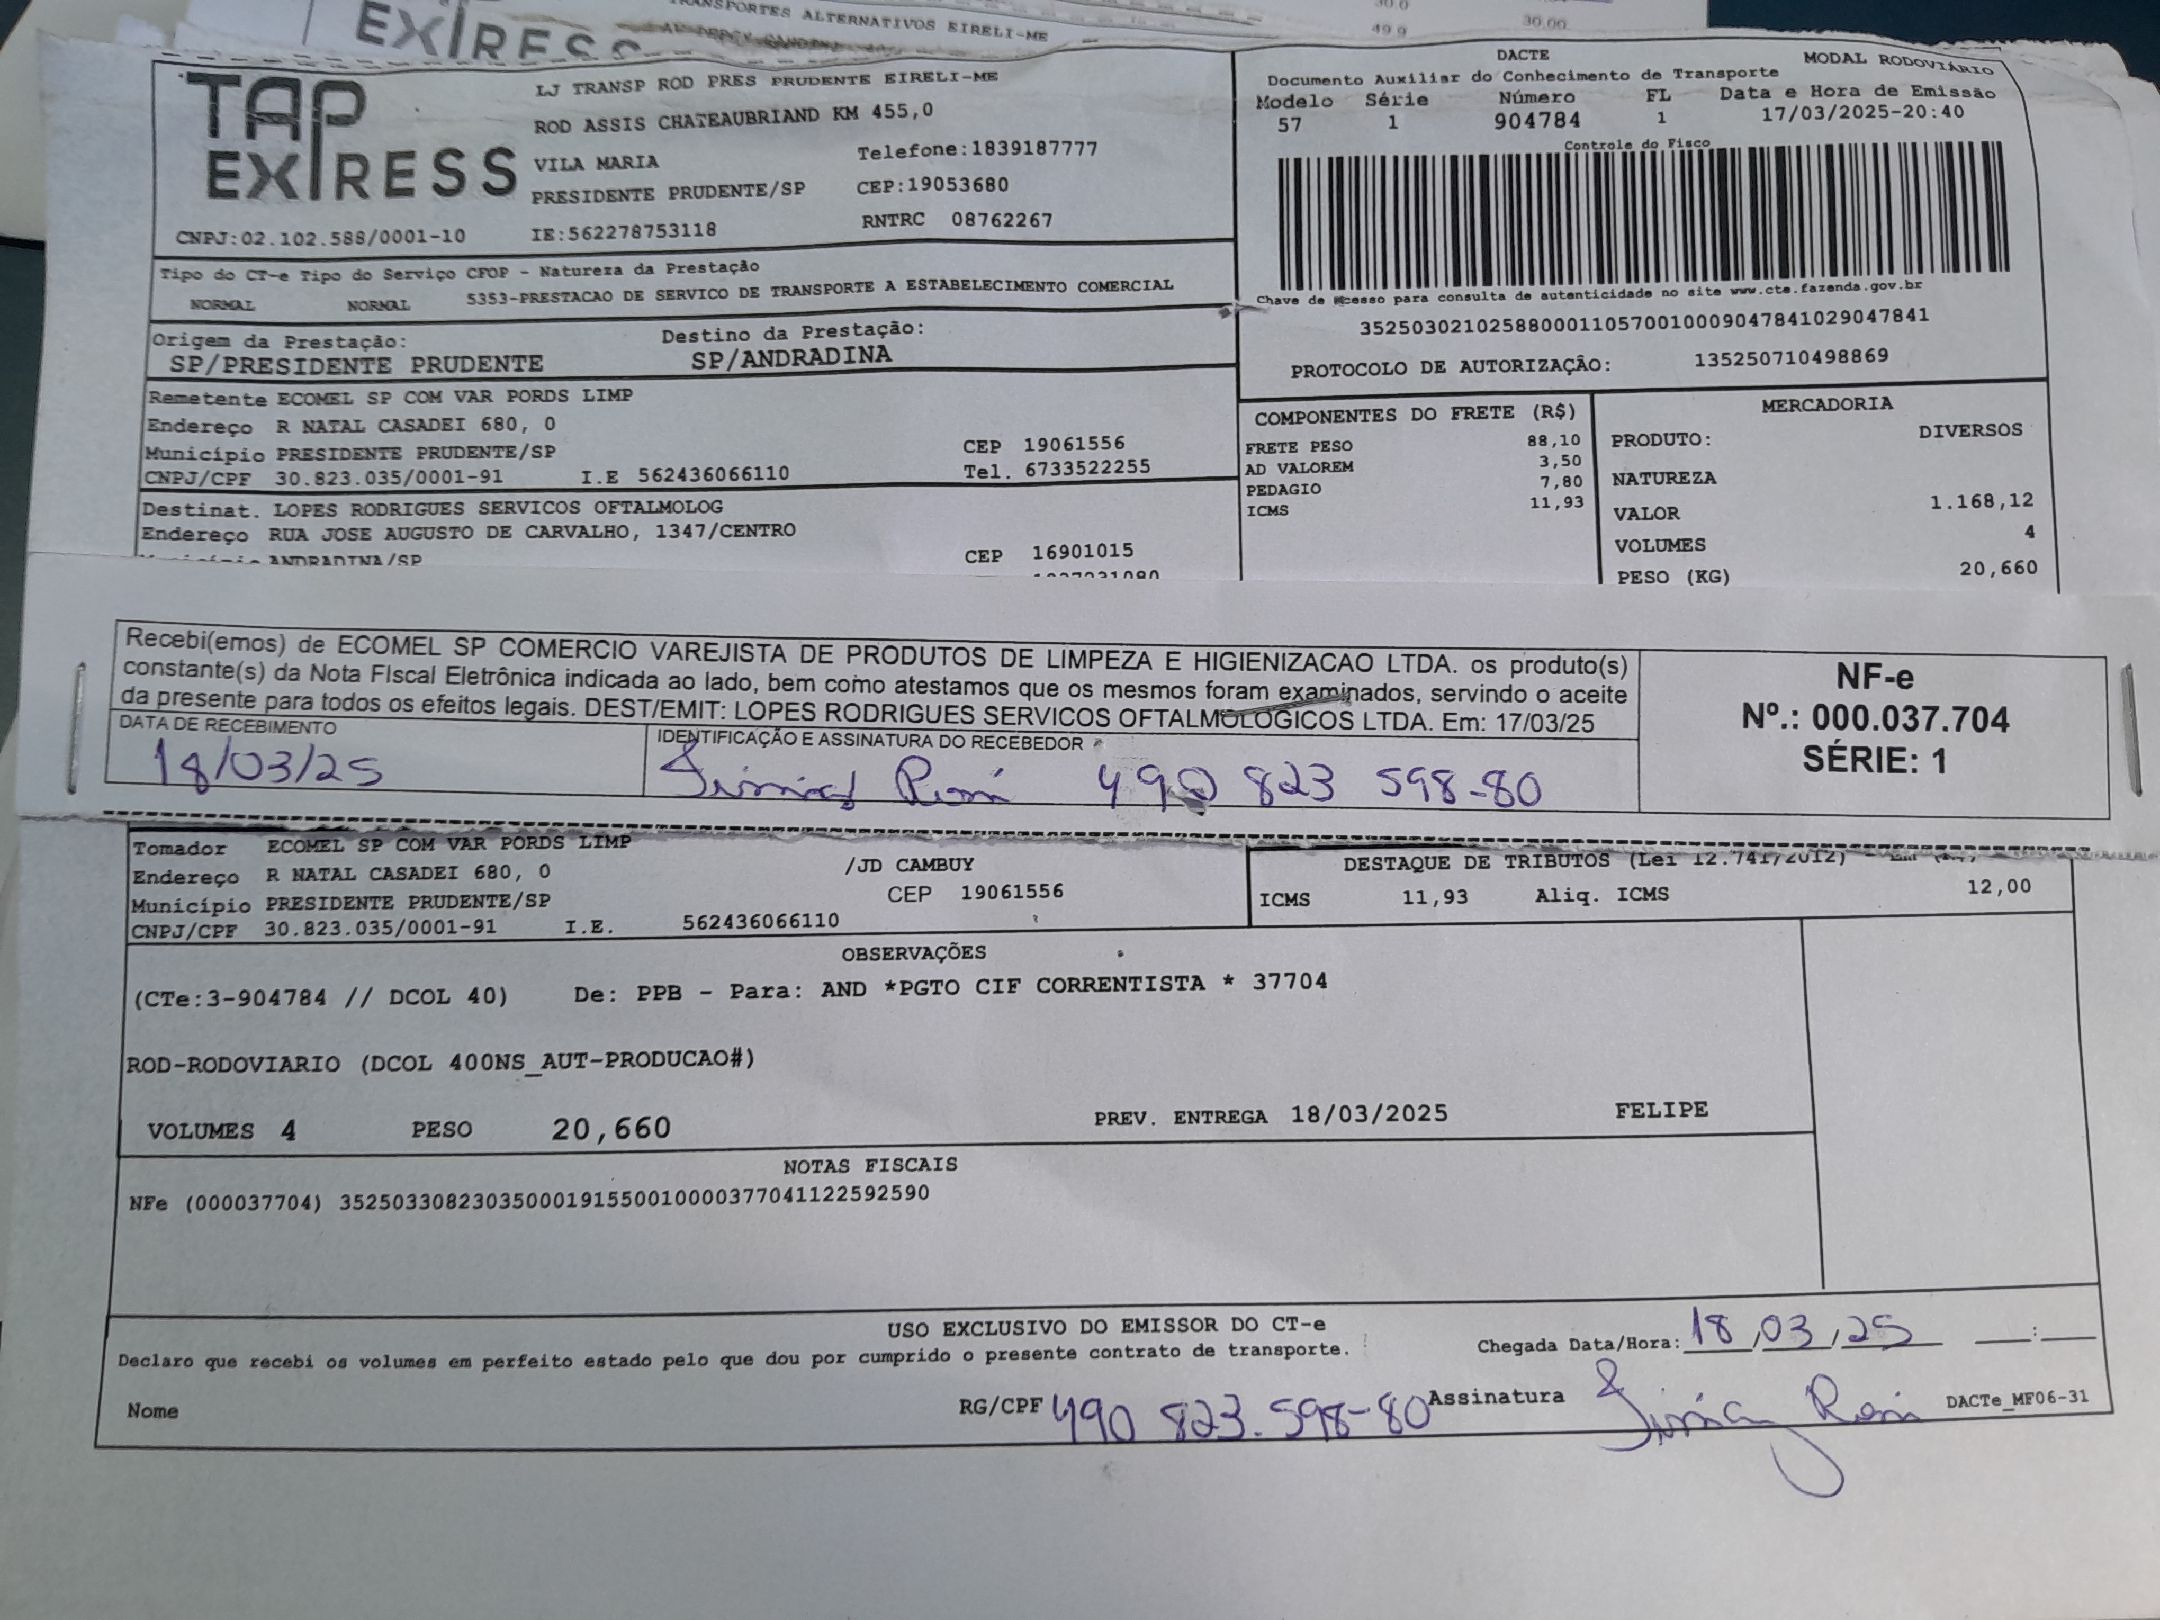 TRANSPORTES ALTERNATIVOS EIRELI-ME
30.0
49.9 30.00
EXPRESS
TAP EXPRESS
LJ TRANSP ROD PRES PRUDENTE EIRELI-ME
ROD ASSIS CHATEAUBRIAND KM 455,0
VILA MARIA Telefone:1839187777
PRESIDENTE PRUDENTE/SP CEP:19053680
CNPJ:02.102.588/0001-10 IE:562278753118 RNTRC 08762267
DACTE MODAL RODOVIÁRIO
Documento Auxiliar do Conhecimento de Transporte
Modelo Série Número FL Data e Hora de Emissão
57 1 904784 1 17/03/2025-20:40
Controle do Fisco
Chave de Acesso para consulta de autenticidade no site www.cte.fazenda.gov.br
35250302102588000110570010009047841029047841
PROTOCOLO DE AUTORIZAÇÃO: 135250710498869
Tipo do CT-e Tipo do Serviço CFOP - Natureza da Prestação
NORMAL NORMAL 5353-PRESTACAO DE SERVICO DE TRANSPORTE A ESTABELECIMENTO COMERCIAL
Origem da Prestação: Destino da Prestação:
SP/PRESIDENTE PRUDENTE SP/ANDRADINA
Remetente ECOMEL SP COM VAR PORDS LIMP
Endereço R NATAL CASADEI 680, 0
Município PRESIDENTE PRUDENTE/SP CEP 19061556
CNPJ/CPF 30.823.035/0001-91 I.E 562436066110 Tel. 6733522255
Destinat. LOPES RODRIGUES SERVICOS OFTALMOLOG
Endereço RUA JOSE AUGUSTO DE CARVALHO, 1347/CENTRO
Município ANDRADINA/SP CEP 16901015
COMPONENTES DO FRETE (R$)
FRETE PESO 88,10
AD VALOREM 3,50
PEDAGIO 7,80
ICMS 11,93
MERCADORIA
PRODUTO: DIVERSOS
NATUREZA
VALOR 1.168,12
VOLUMES 4
PESO (KG) 20,660
Recebi(emos) de ECOMEL SP COMERCIO VAREJISTA DE PRODUTOS DE LIMPEZA E HIGIENIZACAO LTDA. os produto(s)
constante(s) da Nota FIscal Eletrônica indicada ao lado, bem como atestamos que os mesmos foram examinados, servindo o aceite
da presente para todos os efeitos legais. DEST/EMIT: LOPES RODRIGUES SERVICOS OFTALMOLOGICOS LTDA. Em: 17/03/25
DATA DE RECEBIMENTO IDENTIFICAÇÃO E ASSINATURA DO RECEBEDOR
18/03/25 490 823 598-80
NF-e
Nº.: 000.037.704
SÉRIE: 1
Tomador ECOMEL SP COM VAR PORDS LIMP
Endereço R NATAL CASADEI 680, 0 /JD CAMBUY
Município PRESIDENTE PRUDENTE/SP CEP 19061556
CNPJ/CPF 30.823.035/0001-91 I.E. 562436066110
DESTAQUE DE TRIBUTOS (Lei 12.741/2012)
ICMS 11,93 Aliq. ICMS 12,00
OBSERVAÇÕES
(CTe:3-904784 // DCOL 40) De: PPB - Para: AND *PGTO CIF CORRENTISTA * 37704
ROD-RODOVIARIO (DCOL 400NS_AUT-PRODUCAO#)
VOLUMES 4 PESO 20,660 PREV. ENTREGA 18/03/2025 FELIPE
NOTAS FISCAIS
NFe (000037704) 35250330823035000191550010000377041122592590
USO EXCLUSIVO DO EMISSOR DO CT-e
Declaro que recebi os volumes em perfeito estado pelo que dou por cumprido o presente contrato de transporte. Chegada Data/Hora: 18/03/25 __:__
Nome RG/CPF 490 823.598-80 Assinatura DACTe_MF06-31